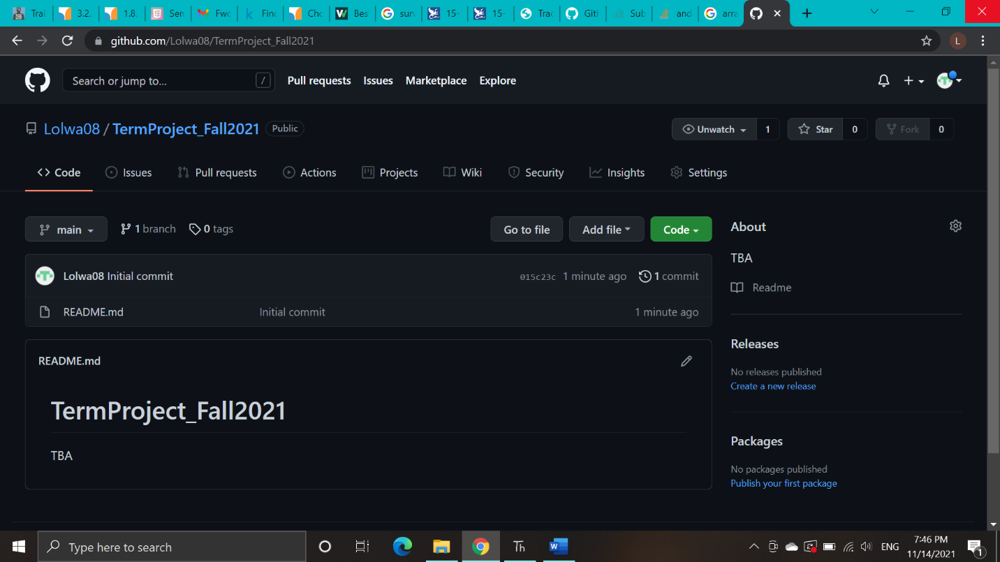 Trai 3.2. 1.8. Sen Fwo Find Cho Bes surv 15- 15- Trac Gith Sub and arra
github.com/Lolwa08/TermProject_Fall2021 L
Search or jump to... / Pull requests Issues Marketplace Explore
Lolwa08 / TermProject_Fall2021 Public Unwatch 1 Star 0 Fork 0
Code Issues Pull requests Actions Projects Wiki Security Insights Settings
main 1 branch 0 tags Go to file Add file Code
Lolwa08 Initial commit 015c23c 1 minute ago 1 commit
README.md Initial commit 1 minute ago
README.md
TermProject_Fall2021
TBA
About
TBA
Readme
Releases
No releases published
Create a new release
Packages
No packages published
Publish your first package
Type here to search Th W ENG 7:46 PM
11/14/2021 1